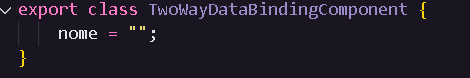 export class TwoWayDataBindingComponent {
    nome = "";
}